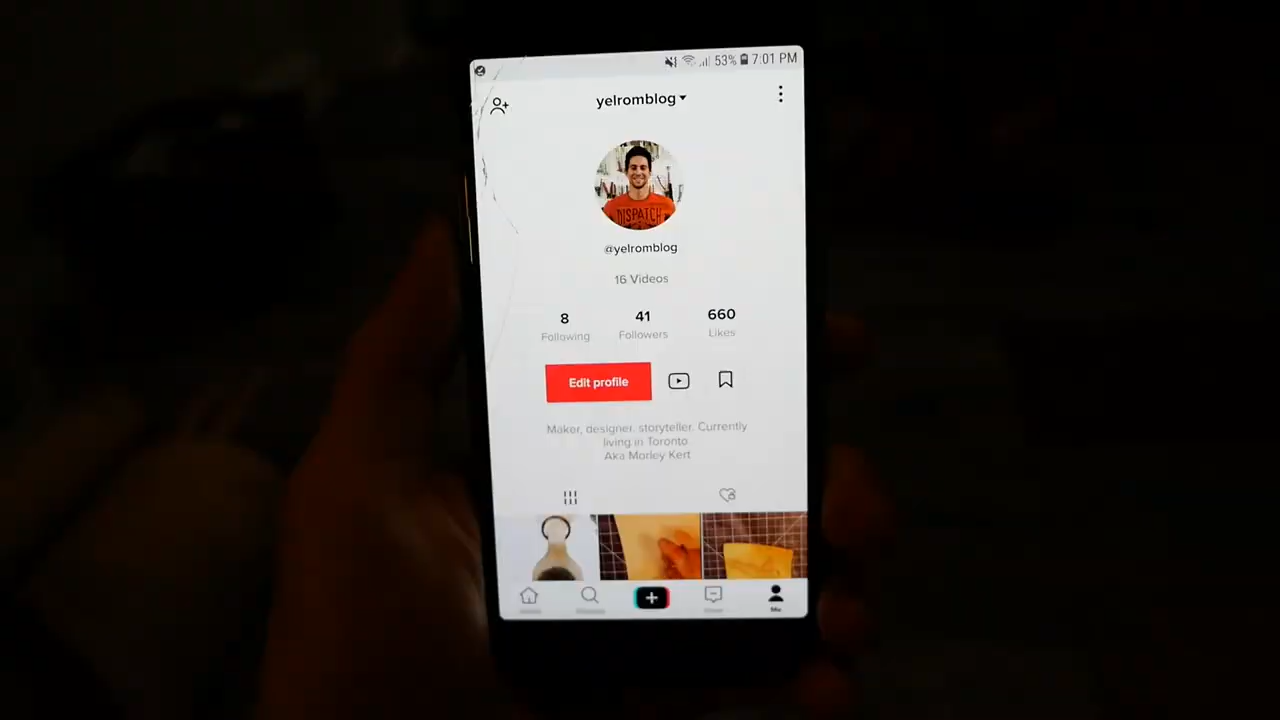 53% 7:01 PM
yelromblog
DISPATCH
@yelromblog
16 Videos
8 41 660
Following Followers Likes
Edit profile
Maker, designer. storyteller. Currently
living in Toronto.
Aka Morley Kert
Me